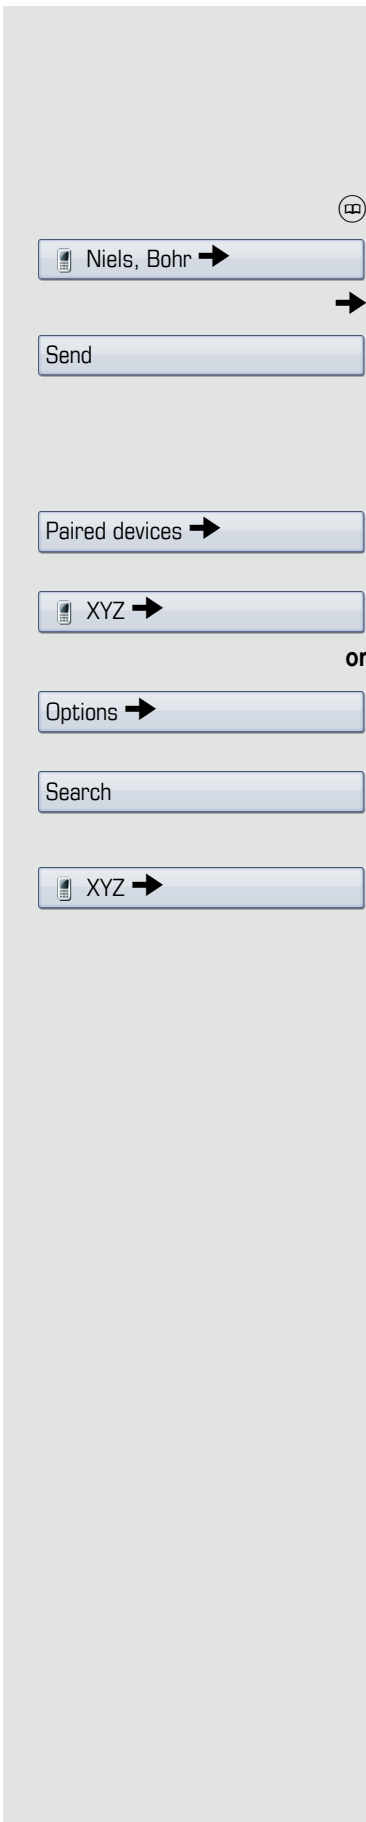 Niels, Bohr
Send
Paired devices
XYZ
or
Options
Search
XYZ